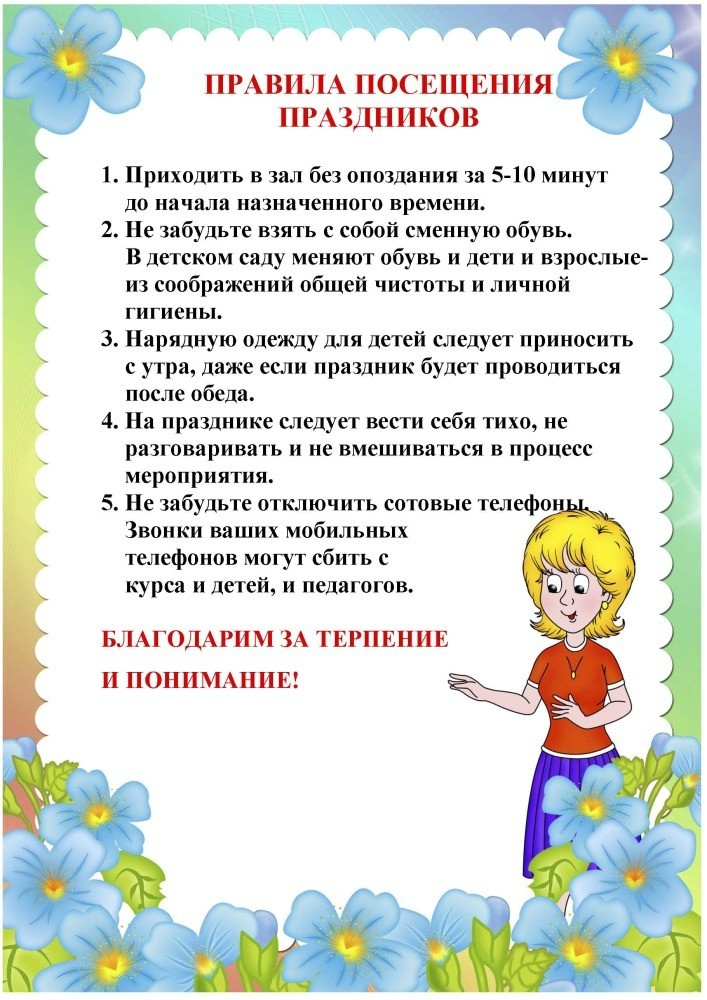 ПРАВИЛА ПОСЕЩЕНИЯ
ПРАЗДНИКОВ
1. Приходить в зал без опоздания за 5-10 минут
до начала назначенного времени.
2. Не забудьте взять с собой сменную обувь.
В детском саду меняют обувь и дети и взрослые-
из соображений общей чистоты и личной
гигиены.
3. Нарядную одежду для детей следует приносить
с утра, даже если праздник будет проводиться
после обеда.
4. На празднике следует вести себя тихо, не
разговаривать и не вмешиваться в процесс
мероприятия.
5. Не забудьте отключить сотовые телефоны.
Звонки ваших мобильных
телефонов могут сбить с
курса и детей, и педагогов.
БЛАГОДАРИМ ЗА ТЕРПЕНИЕ
И ПОНИМАНИЕ!